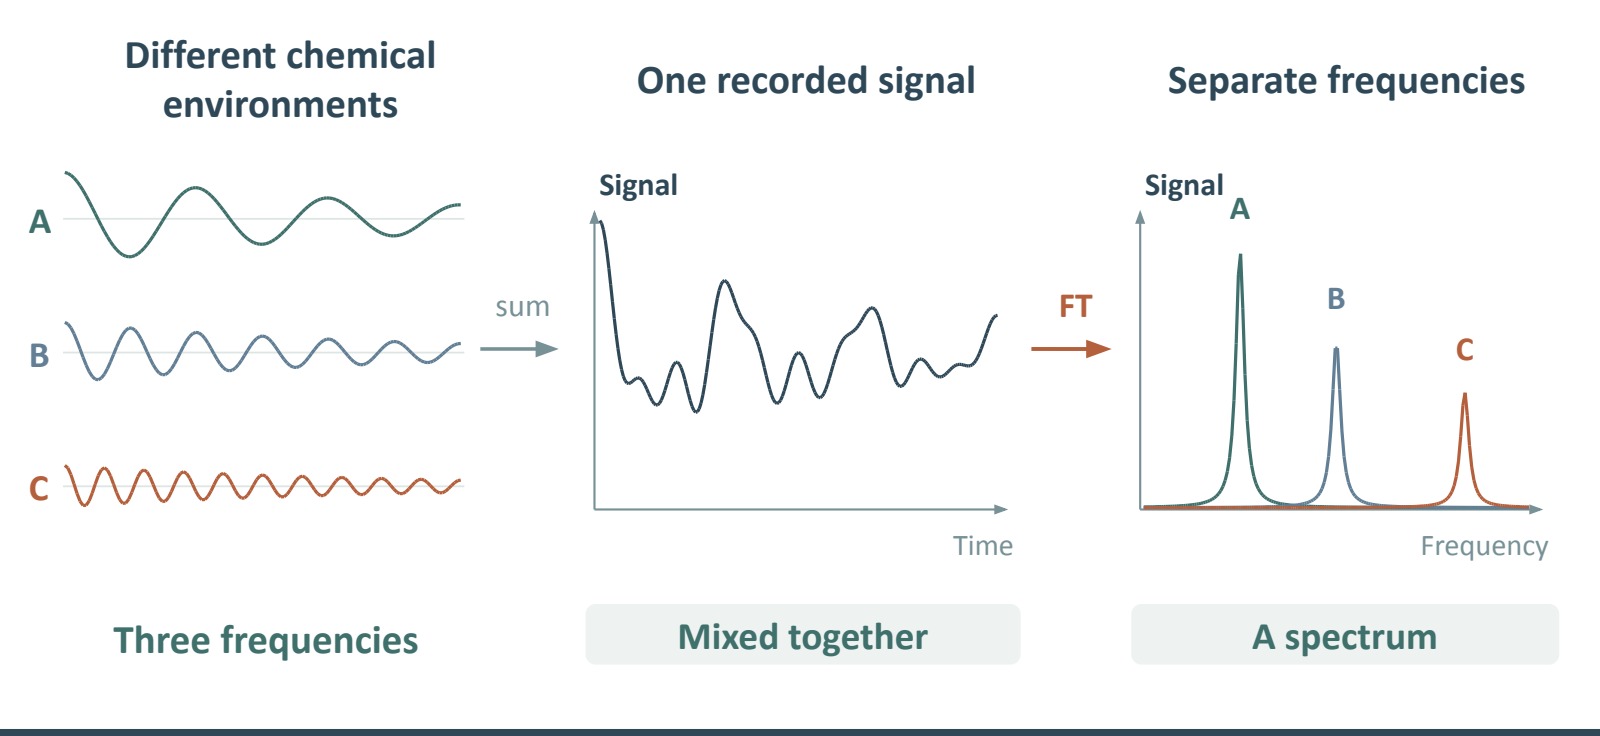 Different chemical
environments
One recorded signal
Separate frequencies
A
B
C
sum
Signal
Time
FT
Signal
A
B
C
Frequency
Three frequencies
Mixed together
A spectrum